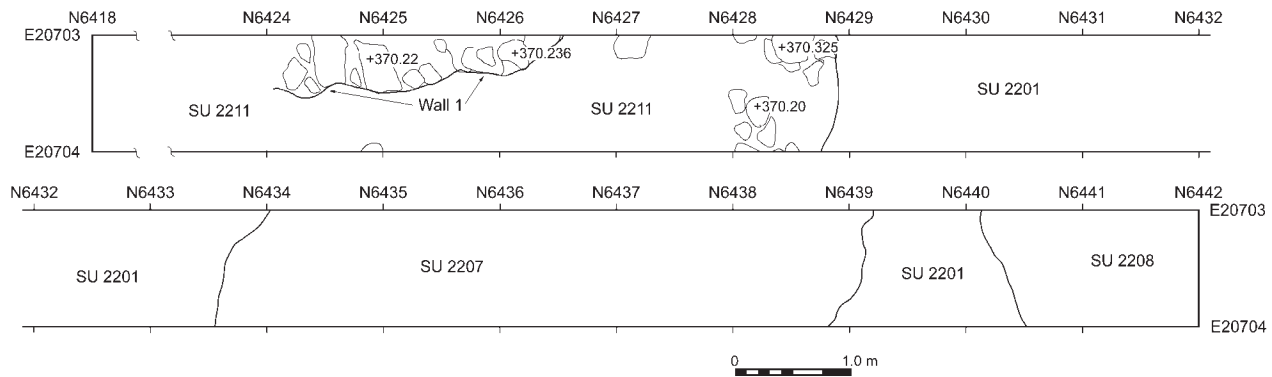 N6418 N6424 N6425 N6426 N6427 N6428 N6429 N6430 N6431 N6432
E20703
+370.22 +370.236 +370.325
Wall 1 +370.20
SU 2211 SU 2211 SU 2201
E20704
N6432 N6433 N6434 N6435 N6436 N6437 N6438 N6439 N6440 N6441 N6442
E20703
SU 2201 SU 2207 SU 2201 SU 2208
E20704
0 1.0 m